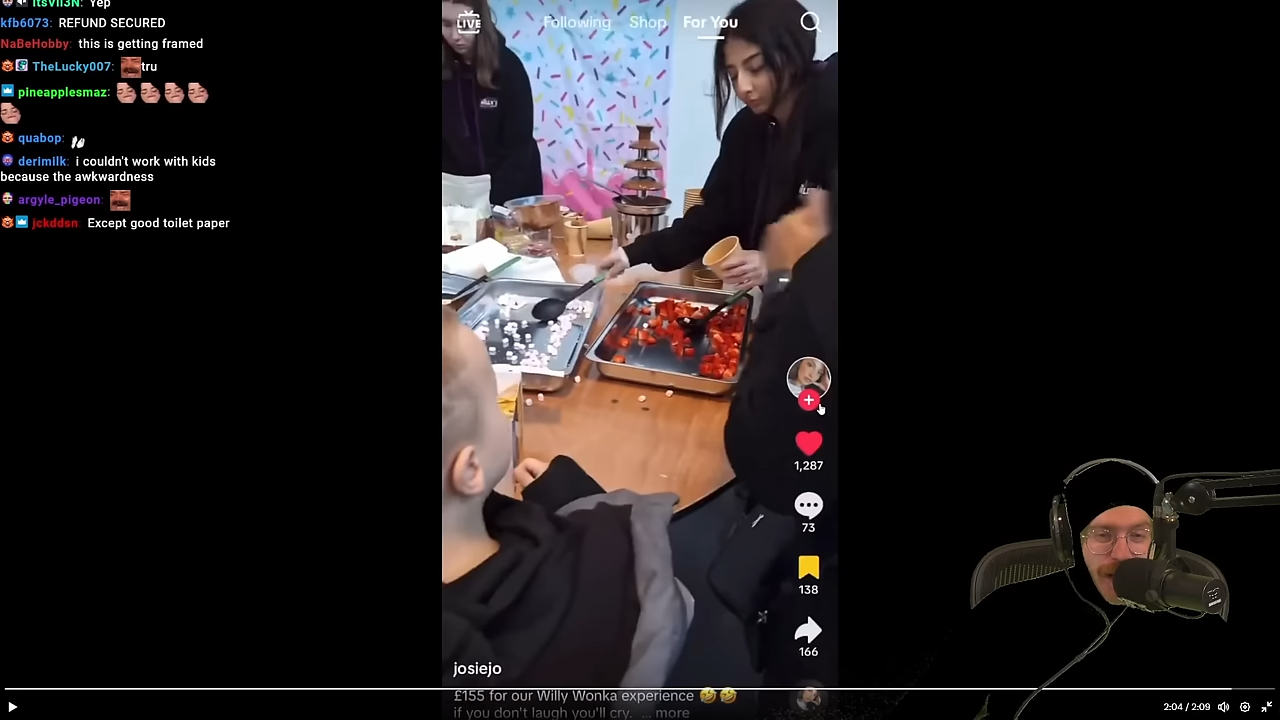 itsVii3N: Yep
kfb6073: REFUND SECURED
NaBeHobby: this is getting framed
TheLucky007: tru
pineapplesmaz:
quabop:
derimilk: i couldn't work with kids
because the awkwardness
argyle_pigeon:
jckddsn: Except good toilet paper
LIVE
Following
Shop
For You
1,287
73
138
166
josiejo
£155 for our Willy Wonka experience 🤣🤣
if you don't laugh you'll cry. ... more
2:04 / 2:09